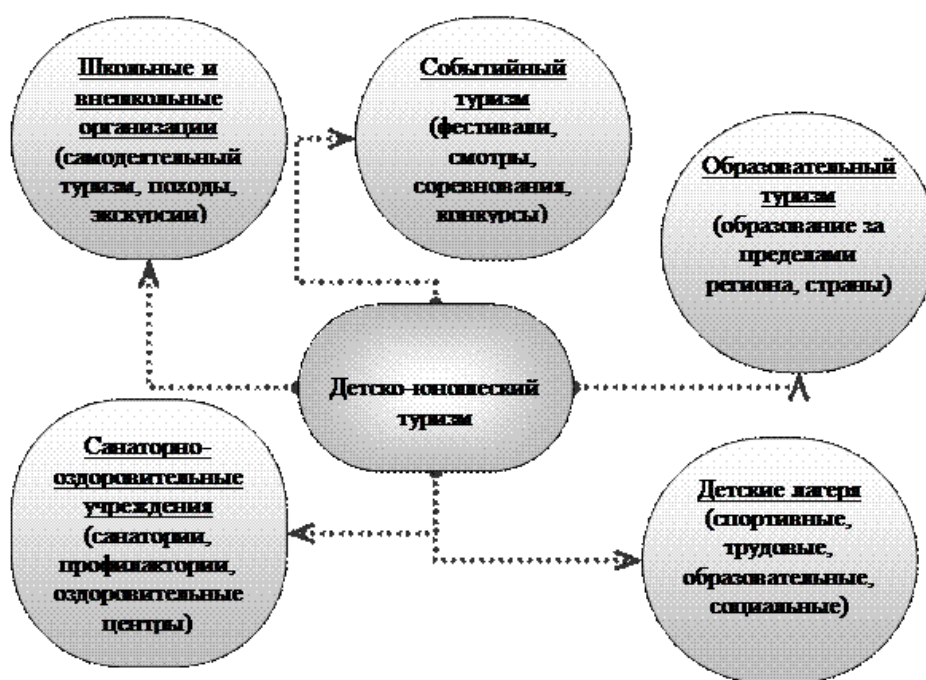 Школьные и
внешкольные
организации
(самодеятельный
туризм, походы,
экскурсии)
Событийный
туризм
(фестивали,
смотры,
соревнования,
конкурсы)
Образовательный
туризм
(образование за
пределами
региона, страны)
Детско-юношеский
туризм
Санаторно-
оздоровительные
учреждения
(санатории,
профилактории,
оздоровительные
центры)
Детские лагеря
(спортивные,
трудовые,
образовательные,
социальные)